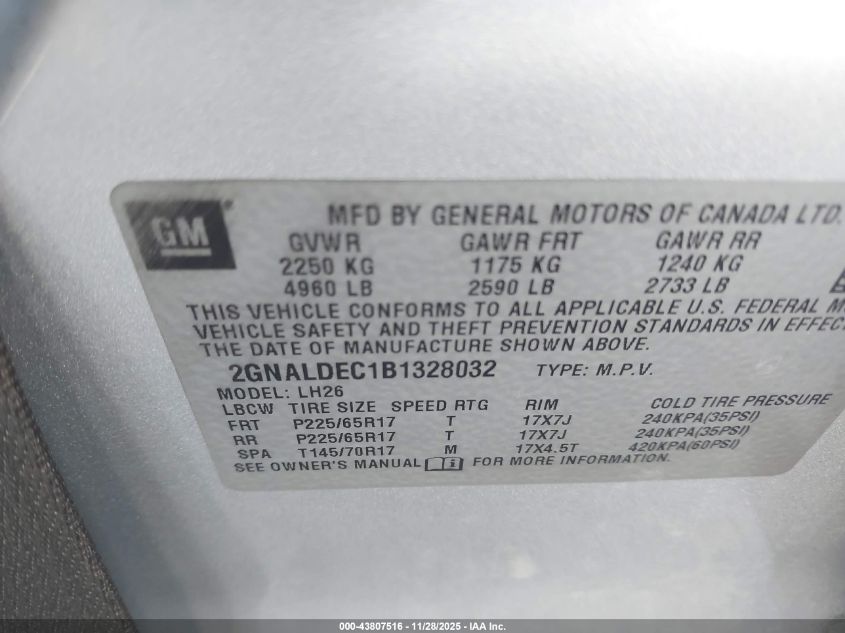 GM
MFD BY GENERAL MOTORS OF CANADA LTD.
GVWR GAWR FRT GAWR RR
2250 KG 1175 KG 1240 KG
4960 LB 2590 LB 2733 LB
THIS VEHICLE CONFORMS TO ALL APPLICABLE U.S. FEDERAL
VEHICLE SAFETY AND THEFT PREVENTION STANDARDS IN EFFEC
THE DATE OF MANUFACTURE SHOWN ABOVE.
2GNALDEC1B1328032 TYPE: M.P.V.
MODEL: LH26
LBCW TIRE SIZE SPEED RTG RIM COLD TIRE PRESSURE
FRT P225/65R17 T 17X7J 240KPA(35PSI)
RR P225/65R17 T 17X7J 240KPA(35PSI)
SPA T145/70R17 M 17X4.5T 420KPA(60PSI)
SEE OWNER'S MANUAL i FOR MORE INFORMATION.
000-43807516 - 11/28/2025 - IAA Inc.